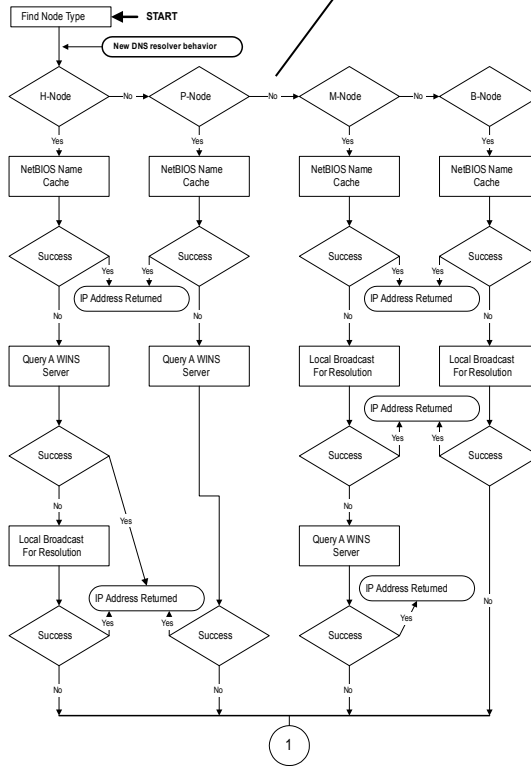 Find Node Type
START
New DNS resolver behavior
H-Node
No
P-Node
No
M-Node
No
B-Node
Yes
Yes
Yes
Yes
NetBIOS Name
Cache
NetBIOS Name
Cache
NetBIOS Name
Cache
NetBIOS Name
Cache
Success
Success
Success
Success
Yes
Yes
Yes
Yes
IP Address Returned
IP Address Returned
No
No
No
No
Query A WINS
Server
Query A WINS
Server
Local Broadcast
For Resolution
Local Broadcast
For Resolution
IP Address Returned
Success
Success
Success
Yes
Yes
No
Yes
No
Local Broadcast
For Resolution
Query A WINS
Server
IP Address Returned
IP Address Returned
No
Success
Yes
Yes
Success
Success
Yes
No
No
No
1